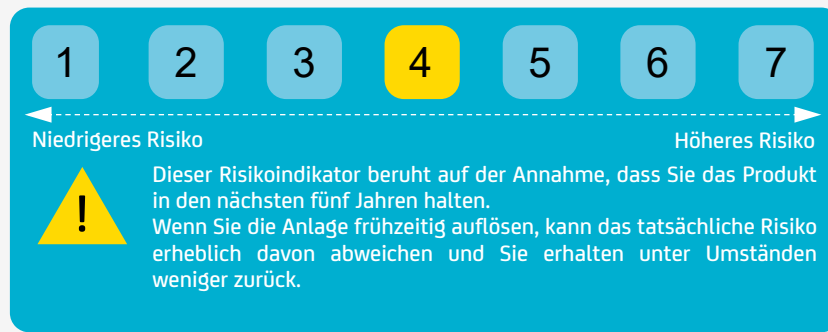 1 2 3 4 5 6 7
Niedrigeres Risiko Höheres Risiko
Dieser Risikoindikator beruht auf der Annahme, dass Sie das Produkt
in den nächsten fünf Jahren halten.
Wenn Sie die Anlage frühzeitig auflösen, kann das tatsächliche Risiko
erheblich davon abweichen und Sie erhalten unter Umständen
weniger zurück.
!